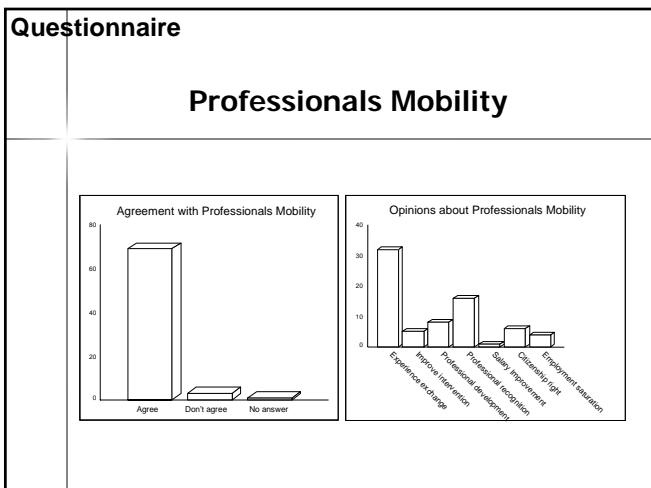 Questionnaire
Professionals Mobility
Agreement with Professionals Mobility
80
60
40
20
0
Agree
Don't agree
No answer
Opinions about Professionals Mobility
40
30
20
10
0
Experience exchange
Improve intervention
Professional development
Professional recognition
Salary Improvement
Citizenship right
Employment saturation